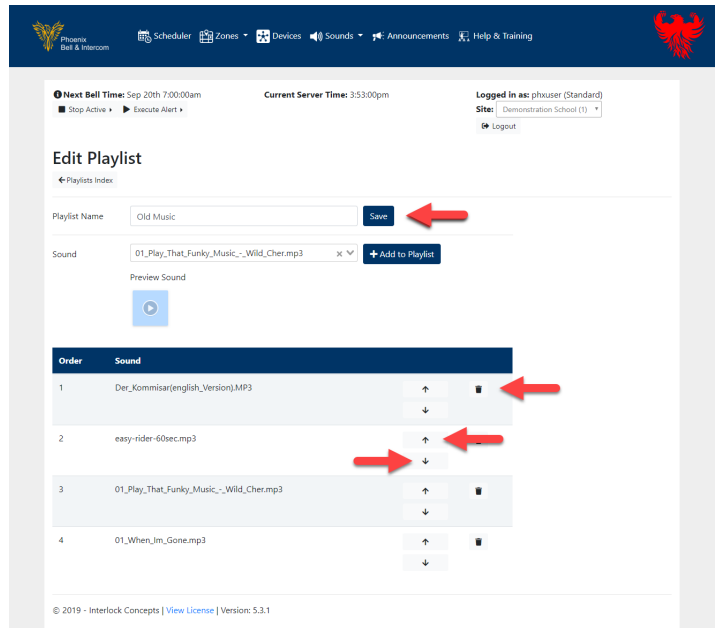 Phoenix
Bell & Intercom
Scheduler Zones Devices Sounds Announcements Help & Training
Next Bell Time: Sep 20th 7:00:00am Current Server Time: 3:53:00pm Logged in as: phxuser (Standard)
Stop Active Execute Alert Site: Demonstration School (1)
Logout
Edit Playlist
Playlists Index
Playlist Name Old Music Save
Sound 01_Play_That_Funky_Music_-_Wild_Cher.mp3 Add to Playlist
Preview Sound
Order Sound
1 Der_Kommisar(english_Version).MP3
2 easy-rider-60sec.mp3
3 01_Play_That_Funky_Music_-_Wild_Cher.mp3
4 01_When_Im_Gone.mp3
© 2019 - Interlock Concepts | View License | Version: 5.3.1